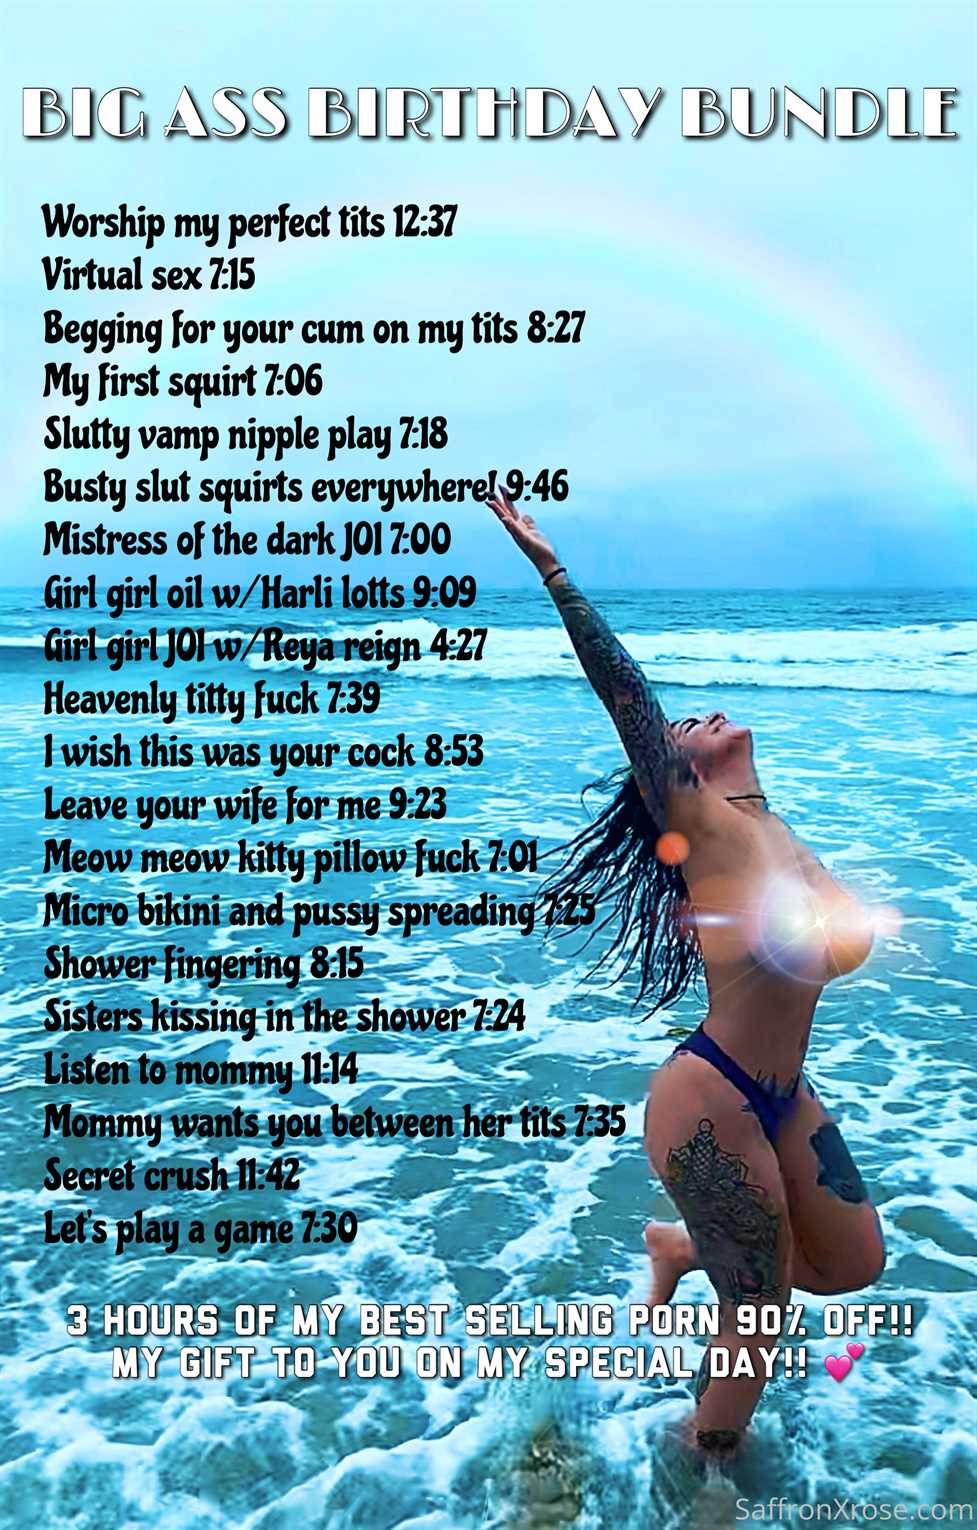 BIG ASS BIRTHDAY BUNDLE
Worship my perfect tits 12:37
Virtual sex 7:15
Begging for your cum on my tits 8:27
My first squirt 7:06
Slutty vamp nipple play 7:18
Busty slut squirts everywhere! 9:46
Mistress of the dark JOI 7:00
Girl girl oil w/Harli lotts 9:09
Girl girl JOI w/Reya reign 4:27
Heavenly titty fuck 7:39
I wish this was your cock 8:53
Leave your wife for me 9:23
Meow meow kitty pillow fuck 7:01
Micro bikini and pussy spreading 7:25
Shower fingering 8:15
Sisters kissing in the shower 7:24
Listen to mommy 11:14
Mommy wants you between her tits 7:35
Secret crush 11:42
Let's play a game 7:30
3 HOURS OF MY BEST SELLING PORN 90% OFF!!
MY GIFT TO YOU ON MY SPECIAL DAY!! 💕
SaffronXrose.com